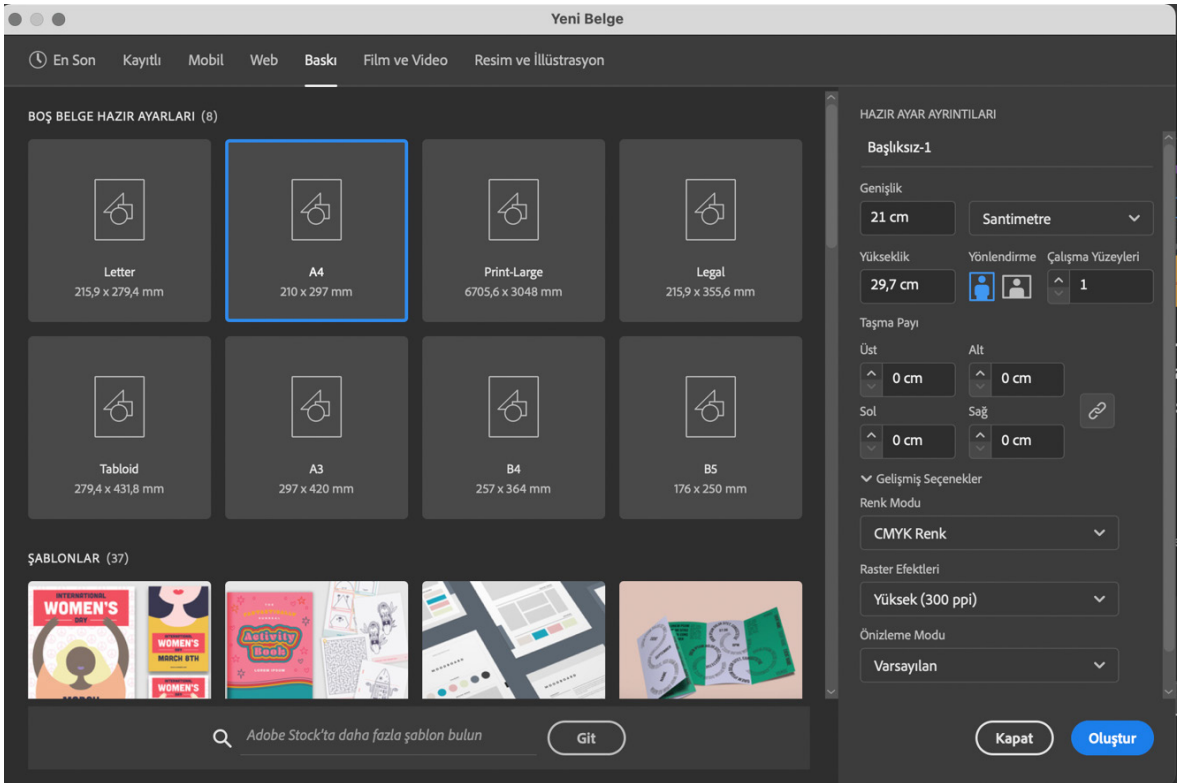 Yeni Belge
En Son Kayıtlı Mobil Web Baskı Film ve Video Resim ve İllüstrasyon
BOŞ BELGE HAZIR AYARLARI (8)
Letter
215,9 x 279,4 mm
A4
210 x 297 mm
Print-Large
6705,6 x 3048 mm
Legal
215,9 x 355,6 mm
Tabloid
279,4 x 431,8 mm
A3
297 x 420 mm
B4
257 x 364 mm
B5
176 x 250 mm
ŞABLONLAR (37)
INTERNATIONAL
WOMEN'S
DAY
MARCH
INTERNATIONAL
WOMEN'S
MARCH 8TH
WOMEN'S
Activity
Book
LOREM IPSUM
MOODBOARD
Adobe Stock'ta daha fazla şablon bulun
Git
HAZIR AYAR AYRINTILARI
Başlıksız-1
Genişlik
21 cm Santimetre
Yükseklik Yönlendirme Çalışma Yüzeyleri
29,7 cm 1
Taşma Payı
Üst Alt
0 cm 0 cm
Sol Sağ
0 cm 0 cm
Gelişmiş Seçenekler
Renk Modu
CMYK Renk
Raster Efektleri
Yüksek (300 ppi)
Önizleme Modu
Varsayılan
Kapat Oluştur